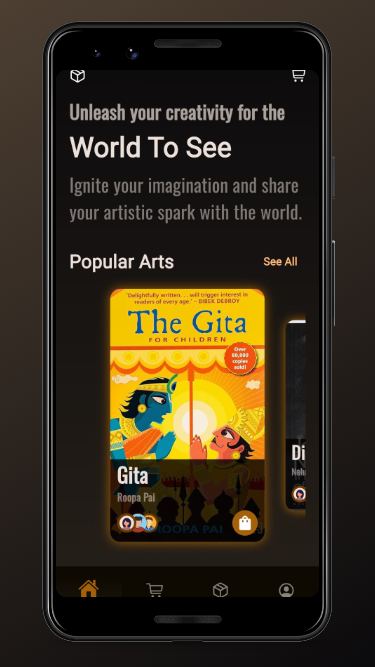 Unleash your creativity for the
World To See
Ignite your imagination and share
your artistic spark with the world.
Popular Arts
See All
'Delightfully written... will trigger interest in
readers of every age.' – BIBEK DEBROY
The Gita
FOR CHILDREN
Over
60,000
copies
sold!
Gita
Roopa Pai
ROOPA PAI
Di